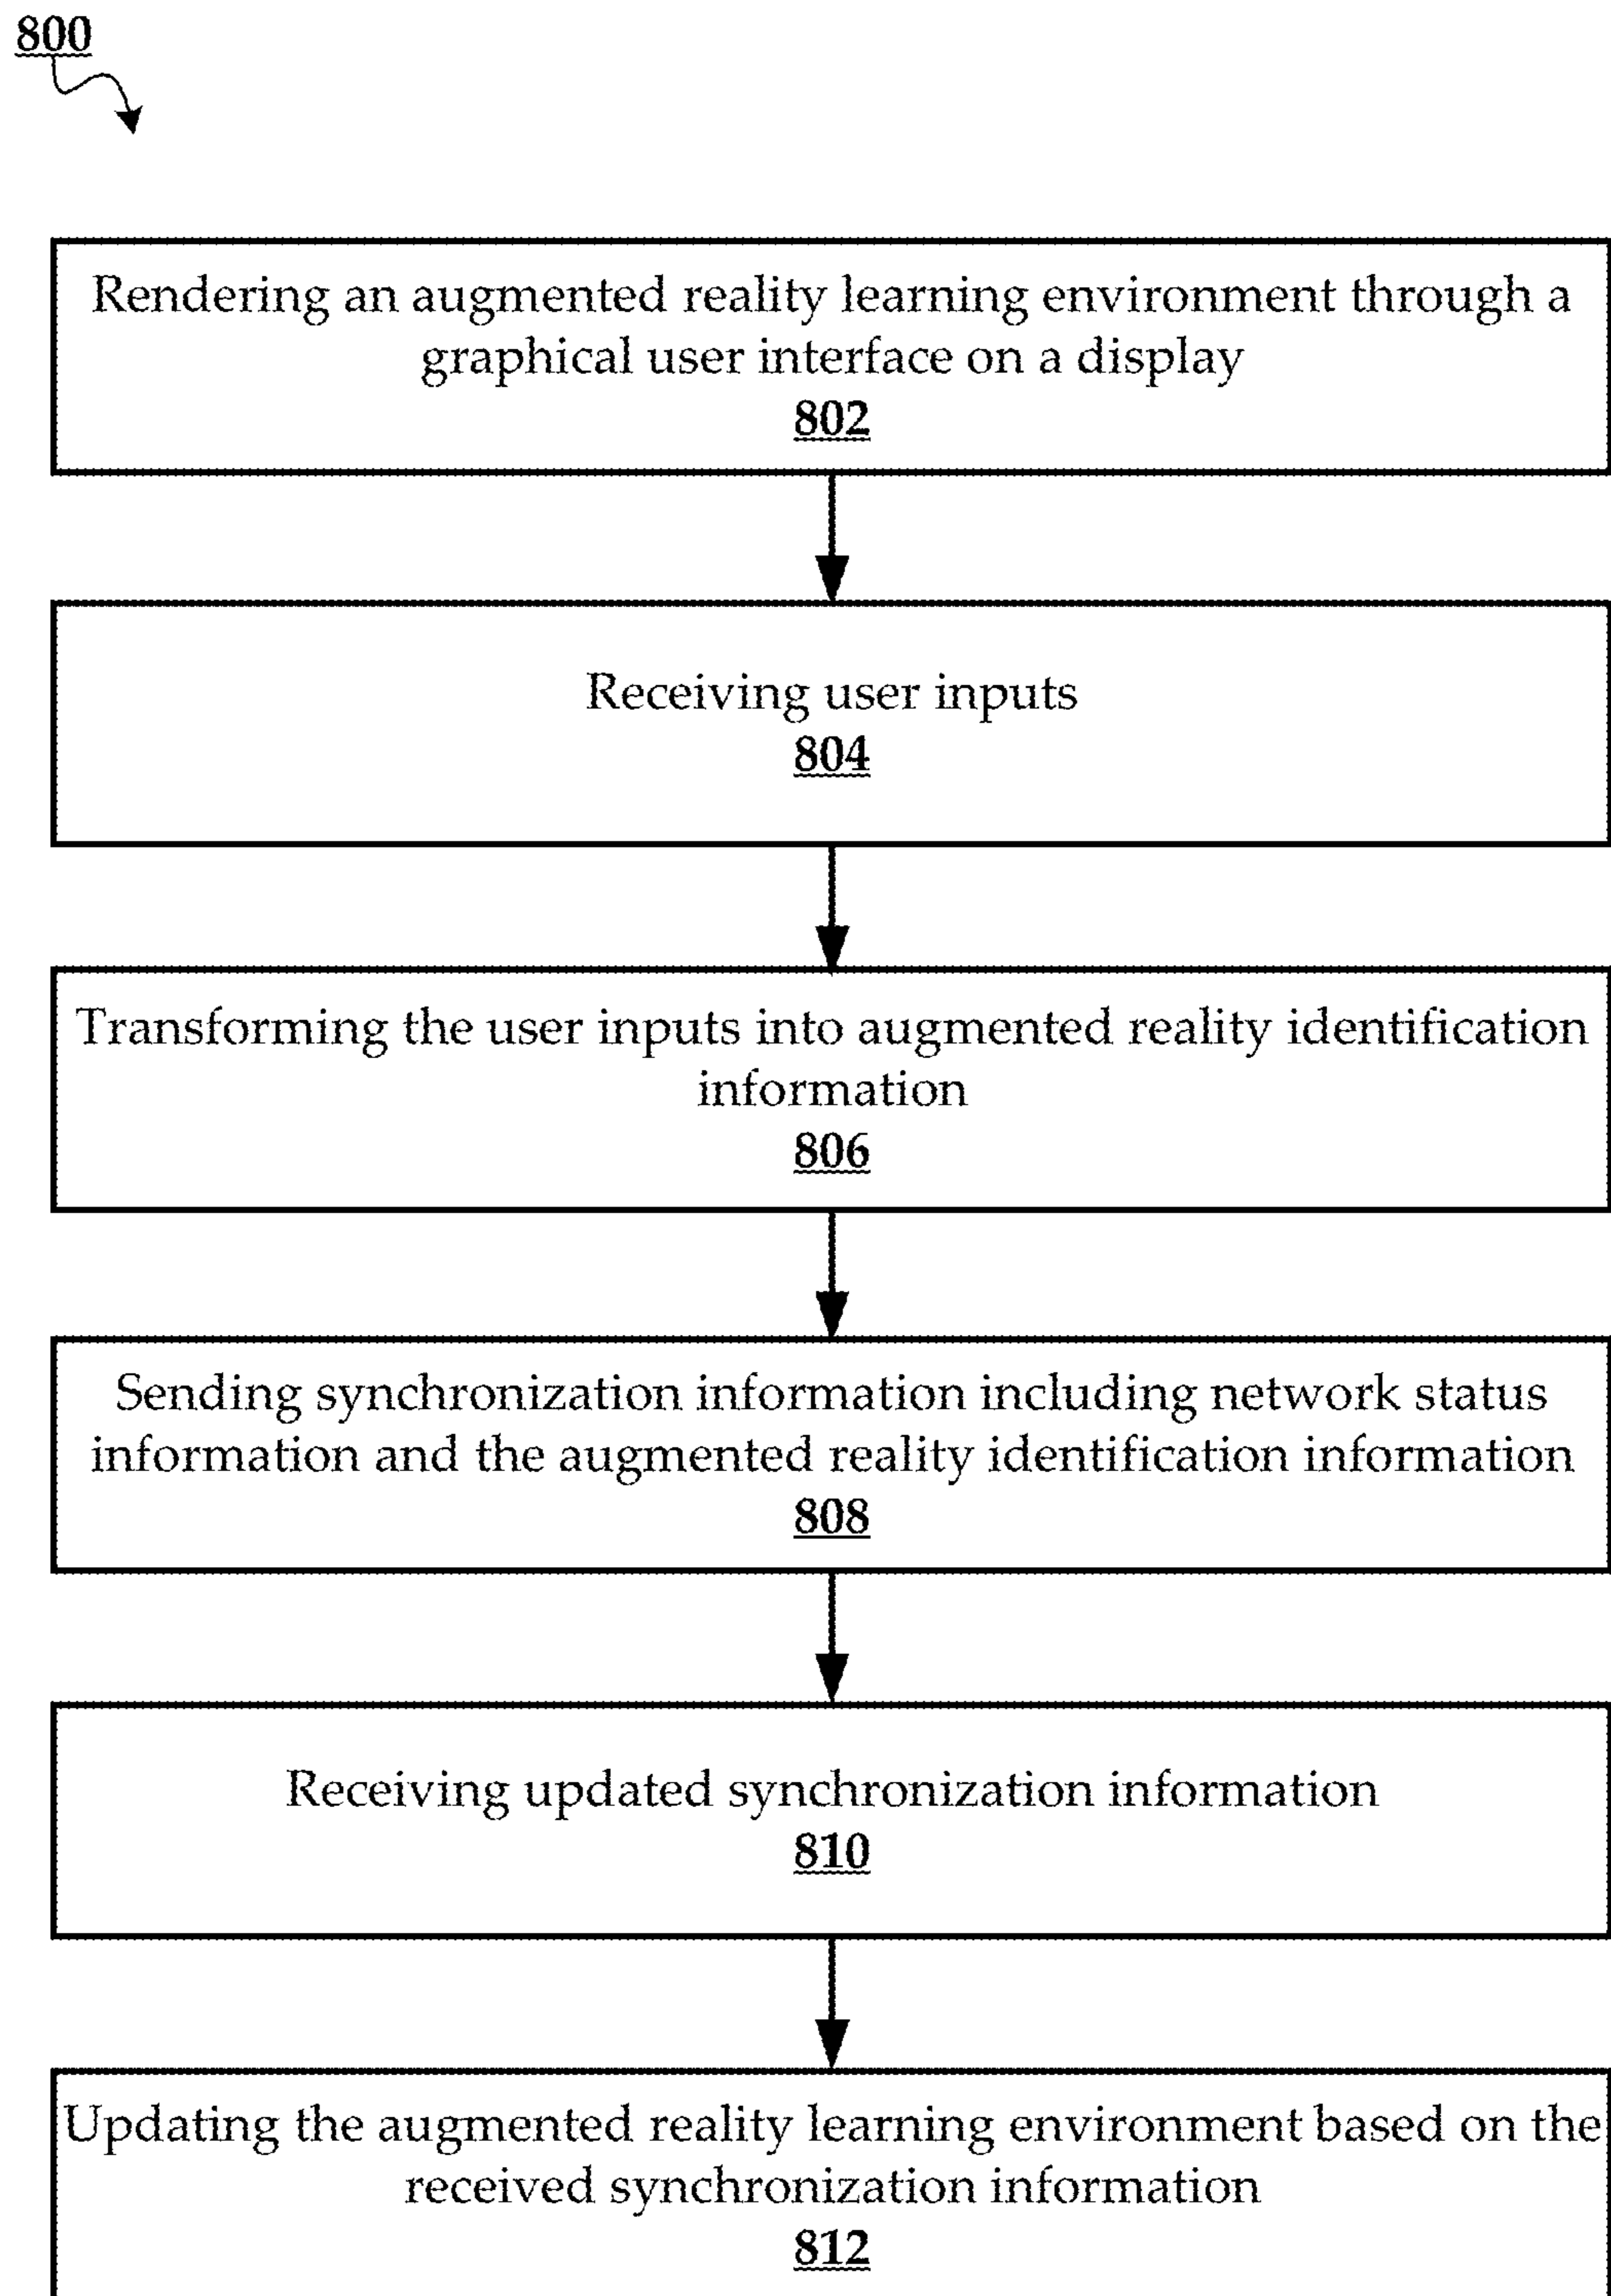 800
Rendering an augmented reality learning environment through a
graphical user interface on a display
802
Receiving user inputs
804
Transforming the user inputs into augmented reality identification
information
806
Sending synchronization information including network status
information and the augmented reality identification information
808
Receiving updated synchronization information
810
Updating the augmented reality learning environment based on the
received synchronization information
812